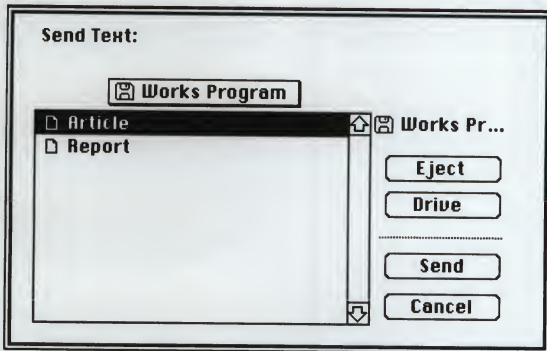 Send Text:
Works Program
Article
Works Pr...
Report
Eject
Drive
Send
Cancel